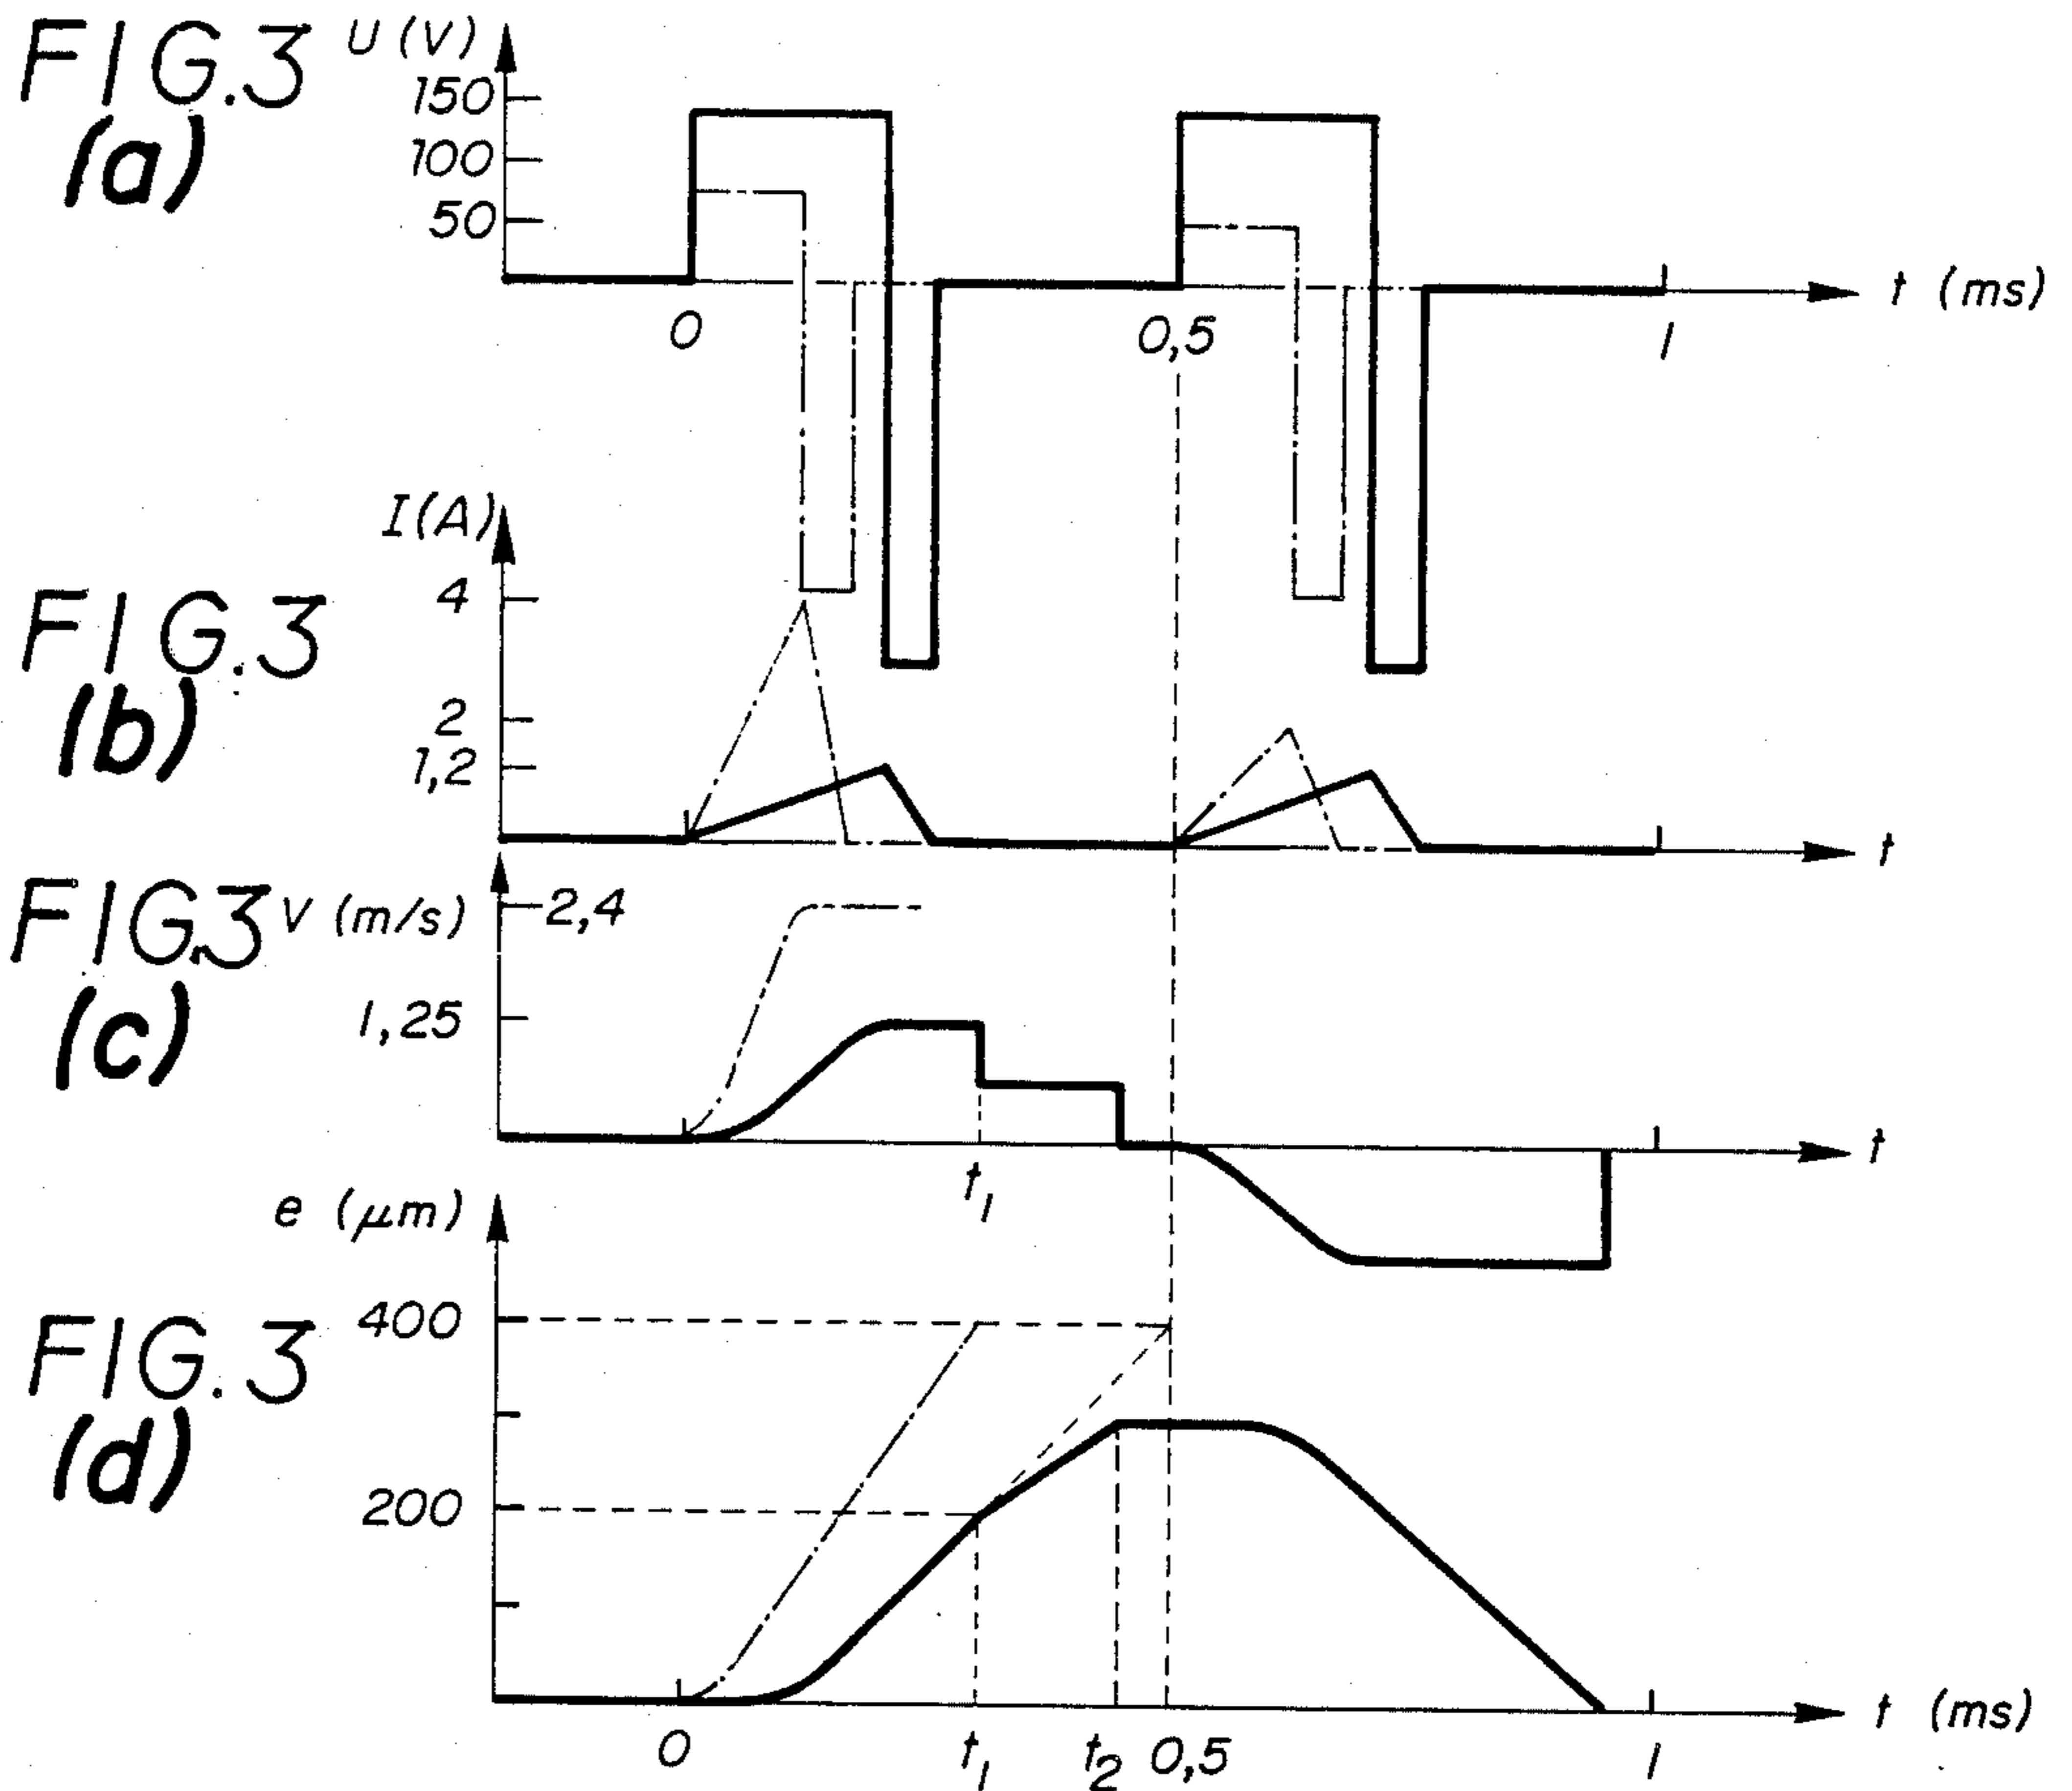 FIG.3
(a)
U (V)
150
100
50
0
0,5
1
t (ms)
FIG.3
(b)
I(A)
4
2
1,2
t
FIG.3
(c)
V (m/s)
2,4
1,25
t1
t
FIG.3
(d)
e (μm)
400
200
0
t1
t2
0,5
1
t (ms)